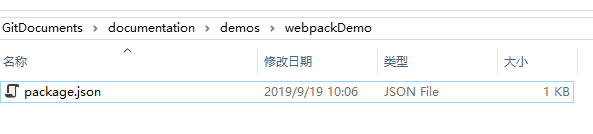 GitDocuments > documentation > demos > webpackDemo
名称 修改日期 类型 大小
package.json 2019/9/19 10:06 JSON File 1 KB